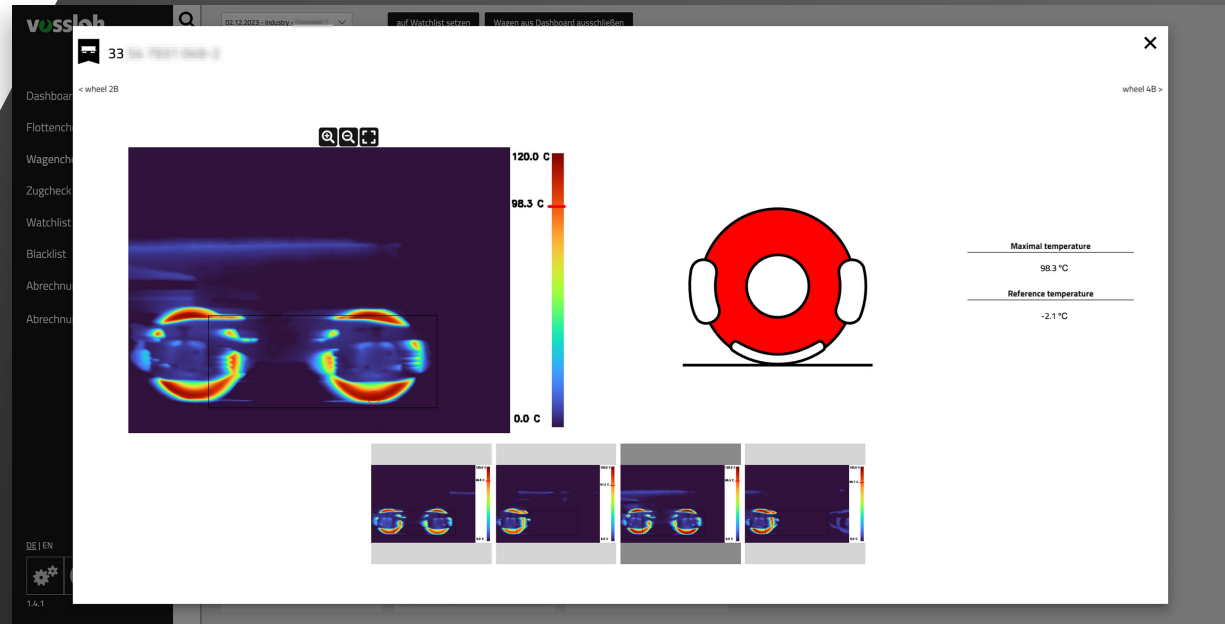 vossloh
02.12.2023 - Industry -
auf Watchlist setzen
Wagen aus Dashboard ausschließen
33
< wheel 2B
wheel 4B >
Dashboar
Flottench
Wagenche
Zugcheck
Watchlist
Blacklist
Abrechnu
Abrechnu
120.0 C
98.3 C
0.0 C
Maximal temperature
98.3 °C
Reference temperature
-2.1 °C
DE | EN
1.4.1